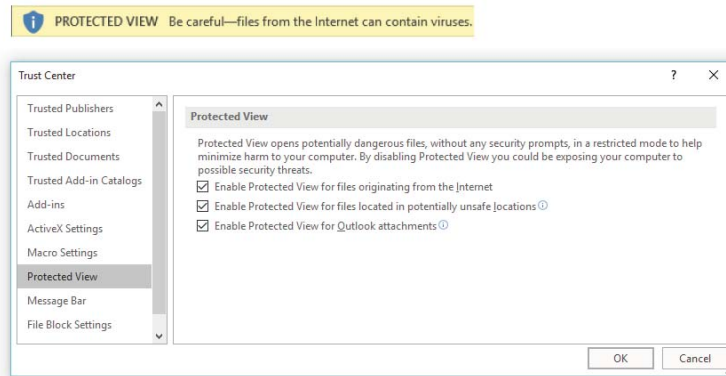 PROTECTED VIEW Be careful—files from the Internet can contain viruses.
Trust Center
Trusted Publishers
Trusted Locations
Trusted Documents
Trusted Add-in Catalogs
Add-ins
ActiveX Settings
Macro Settings
Protected View
Message Bar
File Block Settings
Protected View
Protected View opens potentially dangerous files, without any security prompts, in a restricted mode to help
minimize harm to your computer. By disabling Protected View you could be exposing your computer to
possible security threats.
Enable Protected View for files originating from the Internet
Enable Protected View for files located in potentially unsafe locations
Enable Protected View for Outlook attachments
OK
Cancel